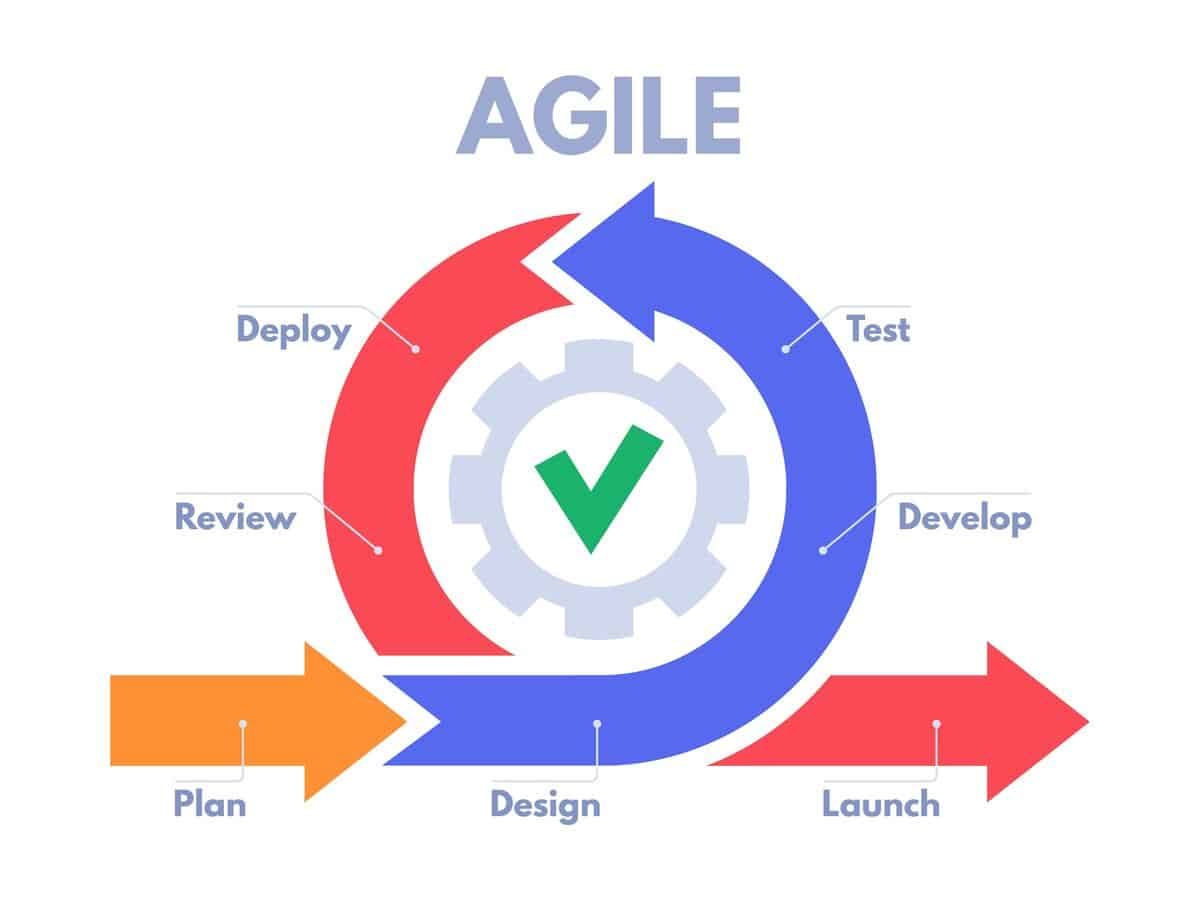 AGILE
Deploy
Test
Review
Develop
Plan
Design
Launch